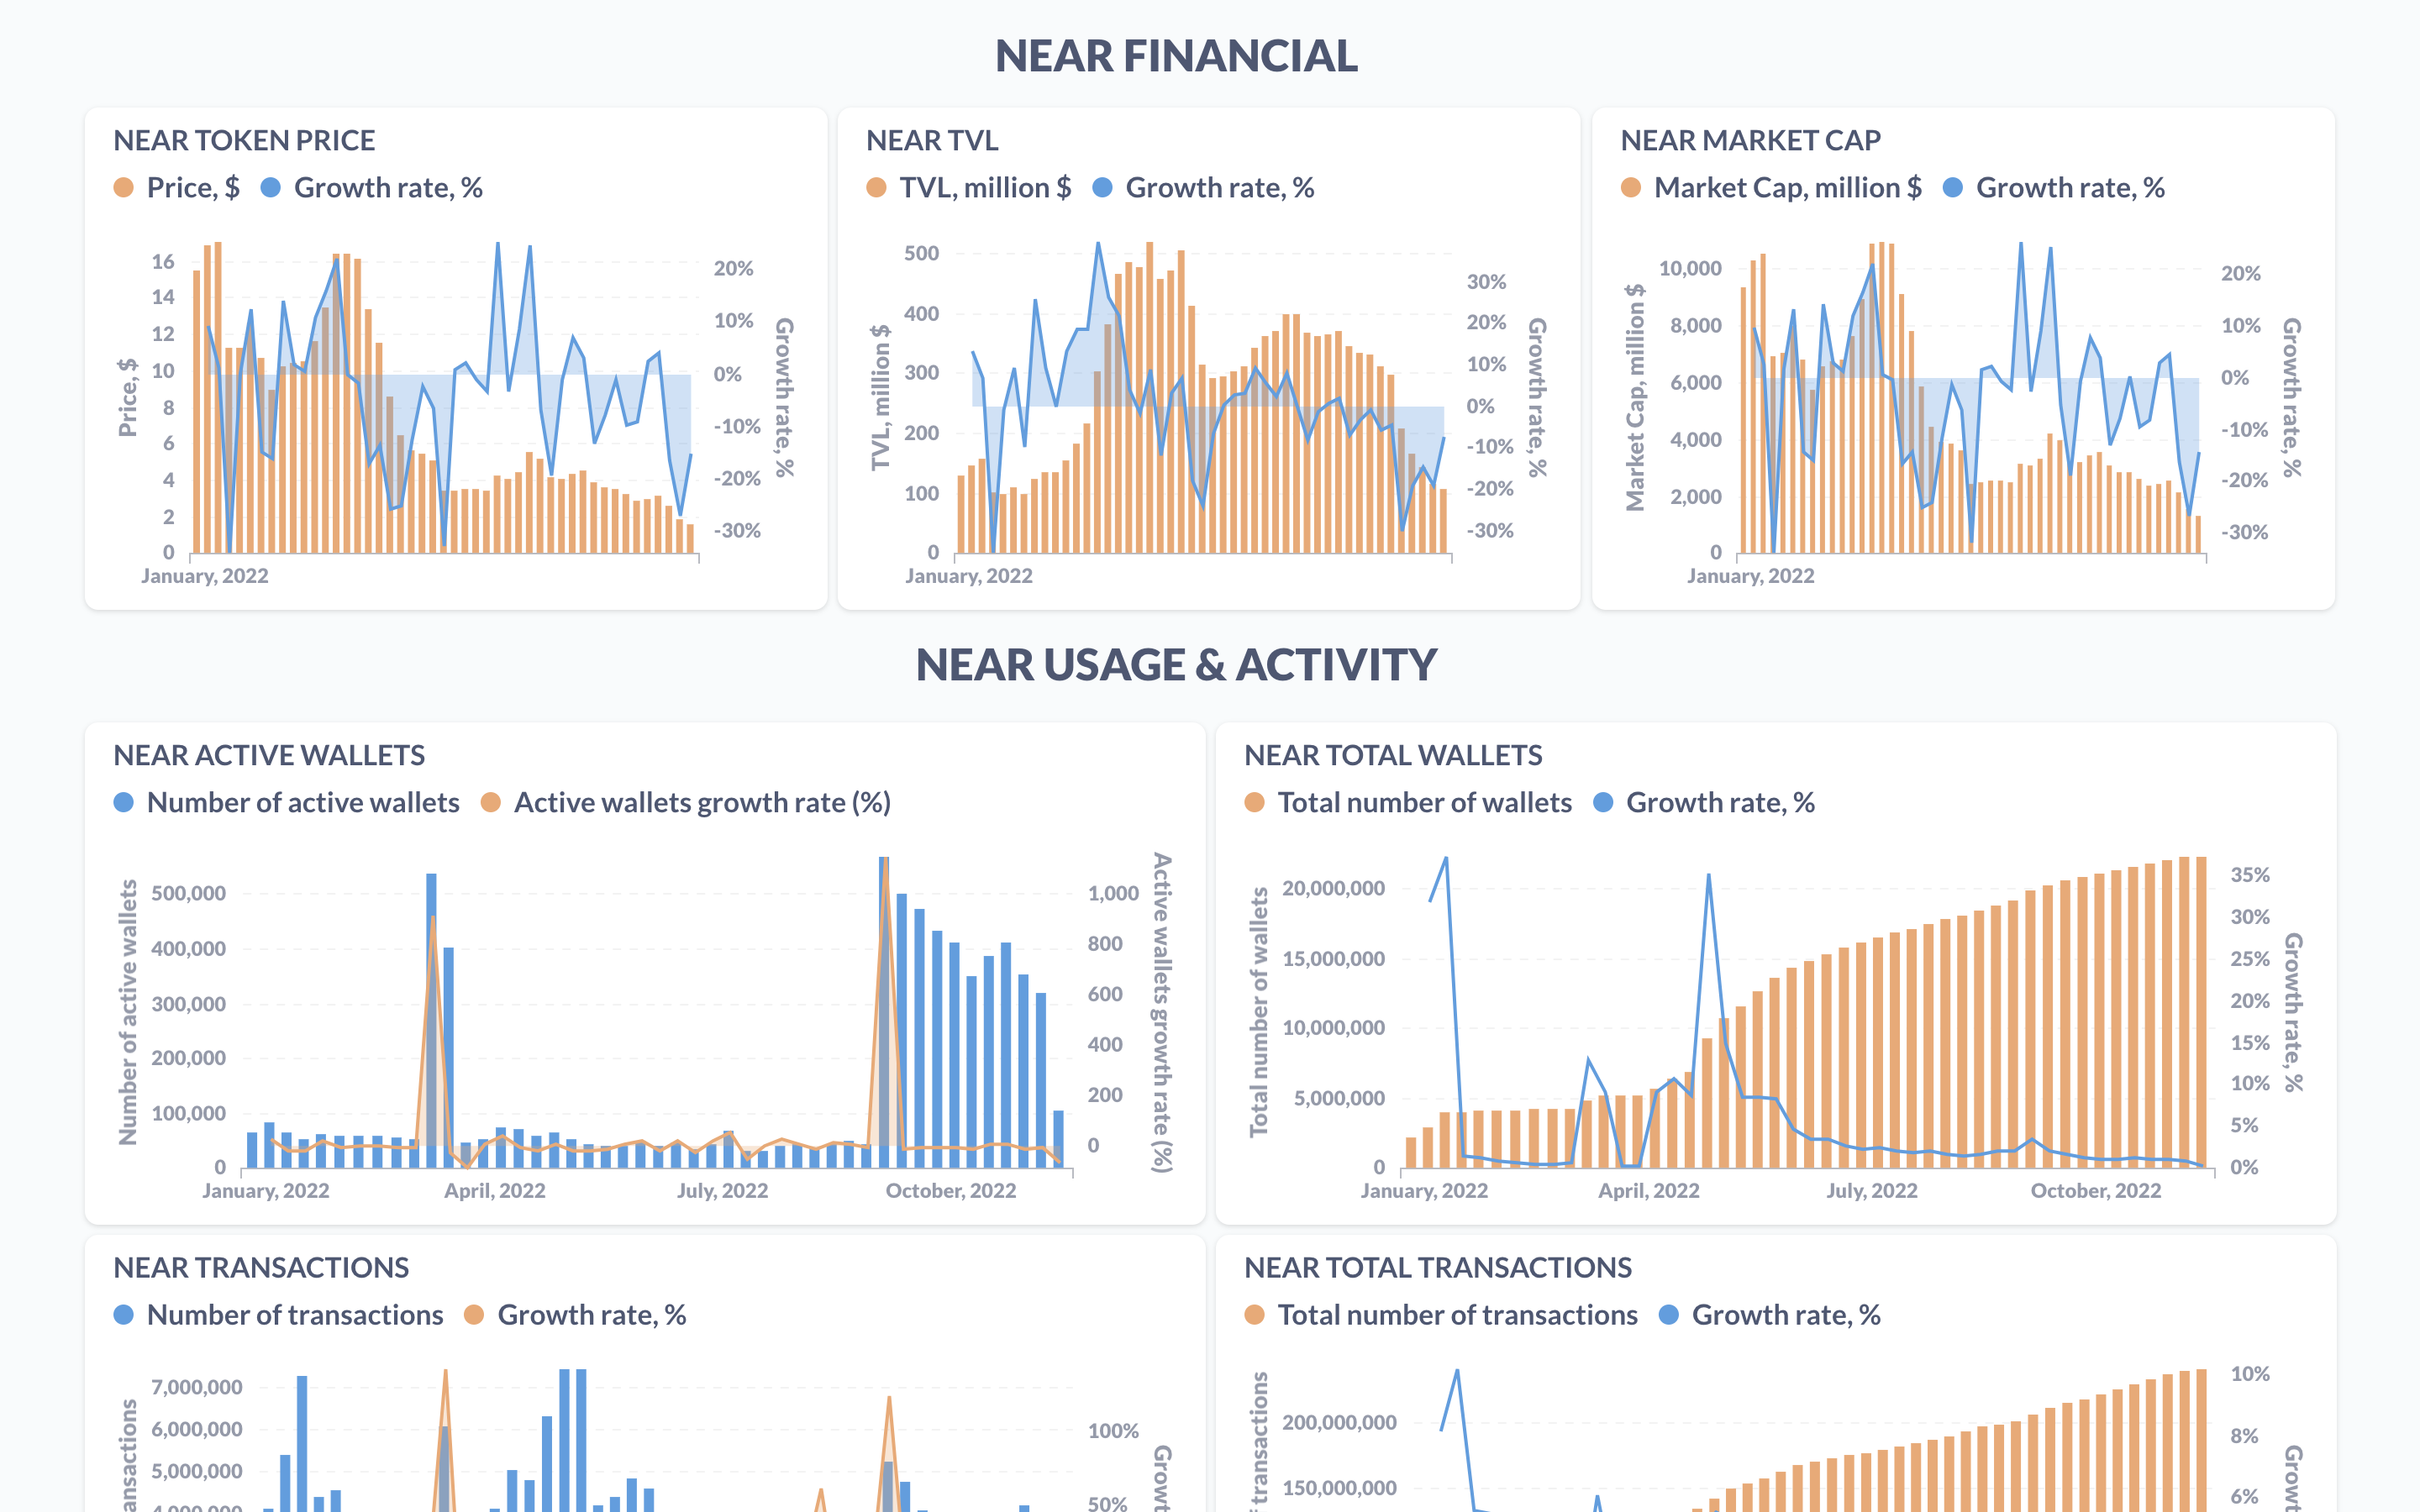 NEAR FINANCIAL
NEAR TOKEN PRICE
Price, $ Growth rate, %
16
14
12
10
8
6
4
2
0
20%
10%
0%
-10%
-20%
-30%
Price, $
Growth rate, %
January, 2022
NEAR TVL
TVL, million $ Growth rate, %
500
400
300
200
100
0
30%
20%
10%
0%
-10%
-20%
-30%
TVL, million $
Growth rate, %
January, 2022
NEAR MARKET CAP
Market Cap, million $ Growth rate, %
10,000
8,000
6,000
4,000
2,000
0
20%
10%
0%
-10%
-20%
-30%
Market Cap, million $
Growth rate, %
January, 2022
NEAR USAGE & ACTIVITY
NEAR ACTIVE WALLETS
Number of active wallets Active wallets growth rate (%)
500,000
400,000
300,000
200,000
100,000
0
1,000
800
600
400
200
0
Number of active wallets
Active wallets growth rate (%)
January, 2022 April, 2022 July, 2022 October, 2022
NEAR TOTAL WALLETS
Total number of wallets Growth rate, %
20,000,000
15,000,000
10,000,000
5,000,000
0
35%
30%
25%
20%
15%
10%
5%
0%
Total number of wallets
Growth rate, %
January, 2022 April, 2022 July, 2022 October, 2022
NEAR TRANSACTIONS
Number of transactions Growth rate, %
7,000,000
6,000,000
5,000,000
4,000,000
100%
50%
ansactions
Growt
NEAR TOTAL TRANSACTIONS
Total number of transactions Growth rate, %
200,000,000
150,000,000
10%
8%
6%
transactions
Growt